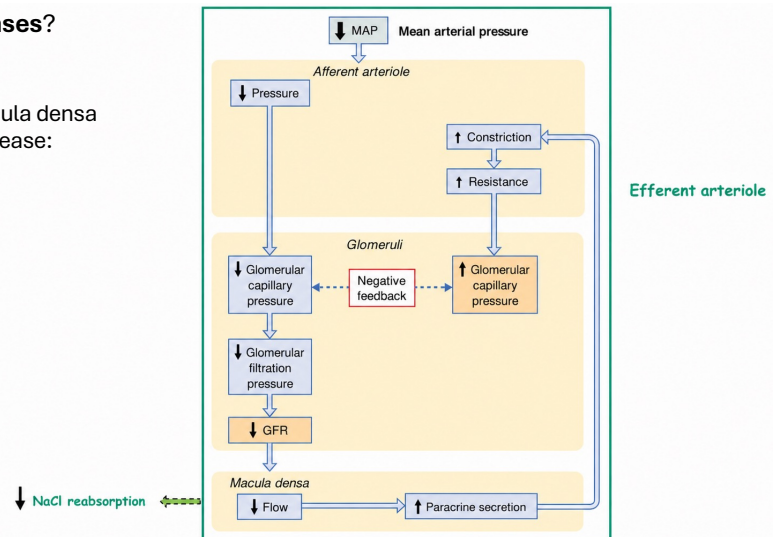 ases?
ula densa
ease:
MAP
Mean arterial pressure
Afferent arteriole
Pressure
Constriction
Resistance
Efferent arteriole
Glomeruli
Glomerular
capillary
pressure
Negative
feedback
Glomerular
capillary
pressure
Glomerular
filtration
pressure
GFR
Macula densa
NaCl reabsorption
Flow
Paracrine secretion